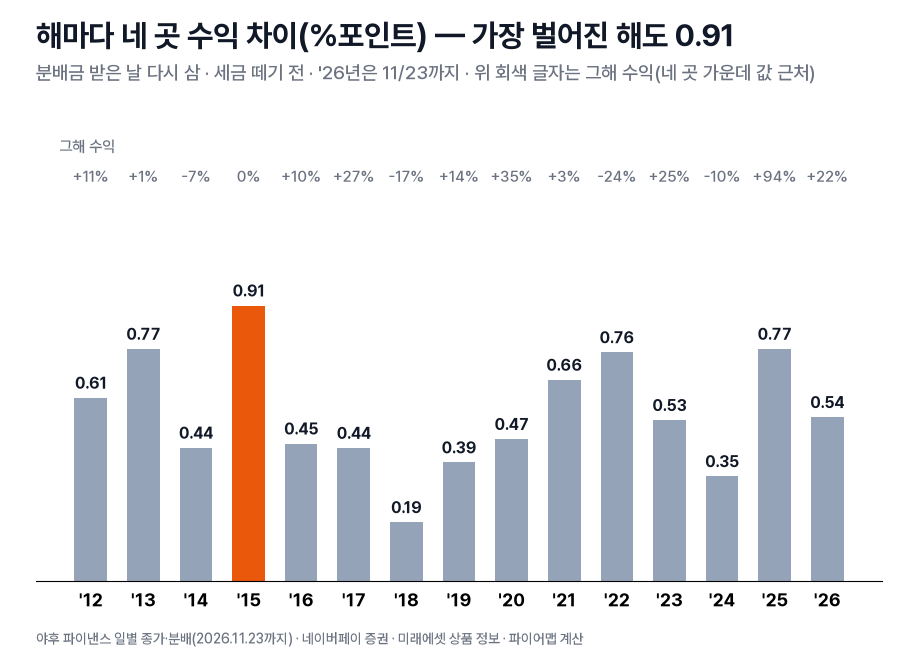 해마다 네 곳 수익 차이(%포인트) — 가장 벌어진 해도 0.91
분배금 받은 날 다시 삼 · 세금 떼기 전 · '26년은 11/23까지 · 위 회색 글자는 그해 수익(네 곳 가운데 값 근처)
그해 수익
+11% +1% -7% 0% +10% +27% -17% +14% +35% +3% -24% +25% -10% +94% +22%
0.61 0.77 0.44 0.91 0.45 0.44 0.19 0.39 0.47 0.66 0.76 0.53 0.35 0.77 0.54
'12 '13 '14 '15 '16 '17 '18 '19 '20 '21 '22 '23 '24 '25 '26
야후 파이낸스 일별 종가·분배(2026.11.23까지) · 네이버페이 증권 · 미래에셋 상품 정보 · 파이어맵 계산